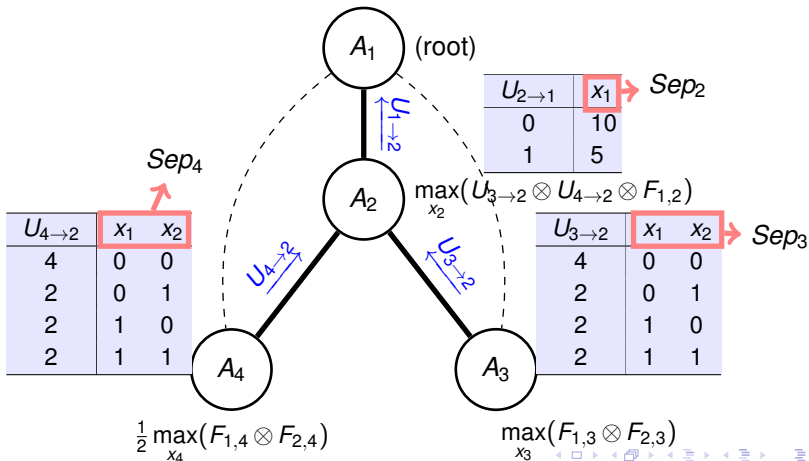 A₁ (root)
U₁→₂
U₂→₁ x₁ Sep₂
0 10
1 5
Sep₄
A₂ max(U₃→₂ ⊗ U₄→₂ ⊗ F₁,₂)
x₂
U₄→₂ x₁ x₂
4 0 0
2 0 1
2 1 0
2 1 1
U₄→₂
U₃→₂
U₃→₂ x₁ x₂ Sep₃
4 0 0
2 0 1
2 1 0
2 1 1
A₄
A₃
½ max(F₁,₄ ⊗ F₂,₄)
x₄
max(F₁,₃ ⊗ F₂,₃)
x₃